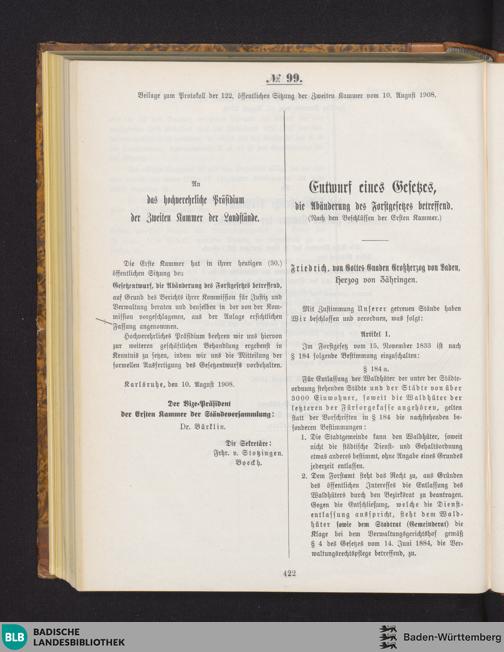 № 99.
Beilage zum Protokoll der 122. öffentlichen Sitzung der Zweiten Kammer vom 10. August 1908.
An
das hochverehrliche Präsidium
der Zweiten Kammer der Landstände.
Die Erste Kammer hat in ihrer heutigen (30.)
öffentlichen Sitzung den
Gesetzentwurf, die Abänderung des Forstgesetzes betreffend,
auf Grund des Berichts ihrer Kommission für Justiz und
Verwaltung beraten und denselben in der von der Kom-
mission vorgeschlagenen, aus der Anlage ersichtlichen
Fassung angenommen.
Hochverehrliches Präsidium beehren wir uns hiervon
zur weiteren geschäftlichen Behandlung ergebenst in
Kenntnis zu setzen, indem wir uns die Mitteilung der
formellen Ausfertigung des Gesetzentwurfs vorbehalten.
Karlsruhe, den 10. August 1908.
Der Vize-Präsident
der Ersten Kammer der Ständeversammlung:
Dr. Bürklin.
Die Sekretäre:
Frhr. v. Stotzingen.
Boeckh.
Entwurf eines Gesetzes,
die Abänderung des Forstgesetzes betreffend.
(Nach den Beschlüssen der Ersten Kammer.)
Friedrich, von Gottes Gnaden Großherzog von Baden,
Herzog von Zähringen.
Mit Zustimmung Unserer getreuen Stände haben
Wir beschlossen und verordnen, was folgt:
Artikel 1.
Im Forstgesetz vom 15. November 1833 ist nach
§ 184 folgende Bestimmung einzuschalten:
§ 184 a.
Für Entlassung der Waldhüter der unter der Städte-
ordnung stehenden Städte und der Städte von über
3000 Einwohner, soweit die Waldhüter der
letzteren der Fürsorgekasse angehören, gelten
statt der Vorschriften in § 184 die nachstehenden be-
sonderen Bestimmungen:
1. Die Stadtgemeinde kann den Waldhüter, soweit
nicht die städtische Dienst- und Gehaltsordnung
etwas anderes bestimmt, ohne Angabe eines Grundes
jederzeit entlassen.
2. Dem Forstamt steht das Recht zu, aus Gründen
des öffentlichen Interesses die Entlassung des
Waldhüters durch den Bezirksrat zu beantragen.
Gegen die Entschließung, welche die Dienst-
entlassung ausspricht, steht dem Wald-
hüter sowie dem Stadtrat (Gemeinderat) die
Klage bei dem Verwaltungsgerichtshof gemäß
§ 4 des Gesetzes vom 14. Juni 1884, die Ver-
waltungsrechtspflege betreffend, zu.
422
BLB
BADISCHE
LANDESBIBLIOTHEK
Baden-Württemberg